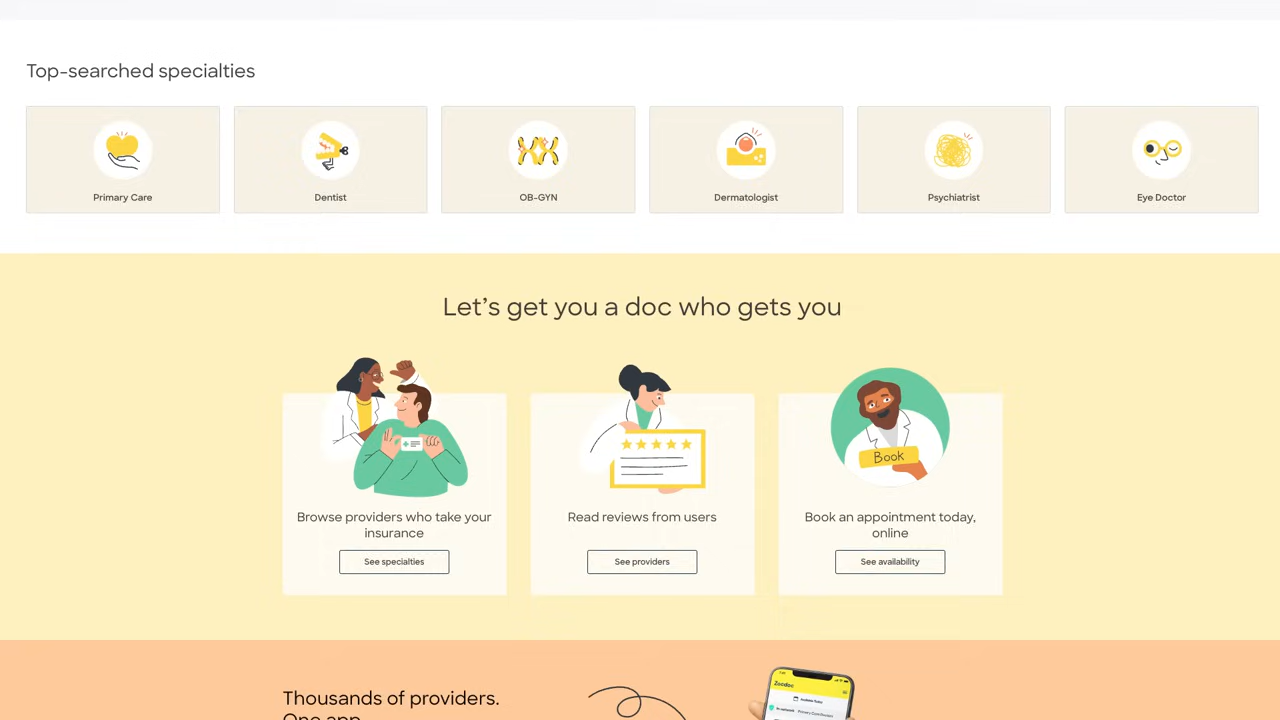 Top-searched specialties
Primary Care
Dentist
OB-GYN
Dermatologist
Psychiatrist
Eye Doctor
Let's get you a doc who gets you
Book
Browse providers who take your
insurance
See specialties
Read reviews from users
See providers
Book an appointment today,
online
See availability
Thousands of providers.
One app.
Zocdoc